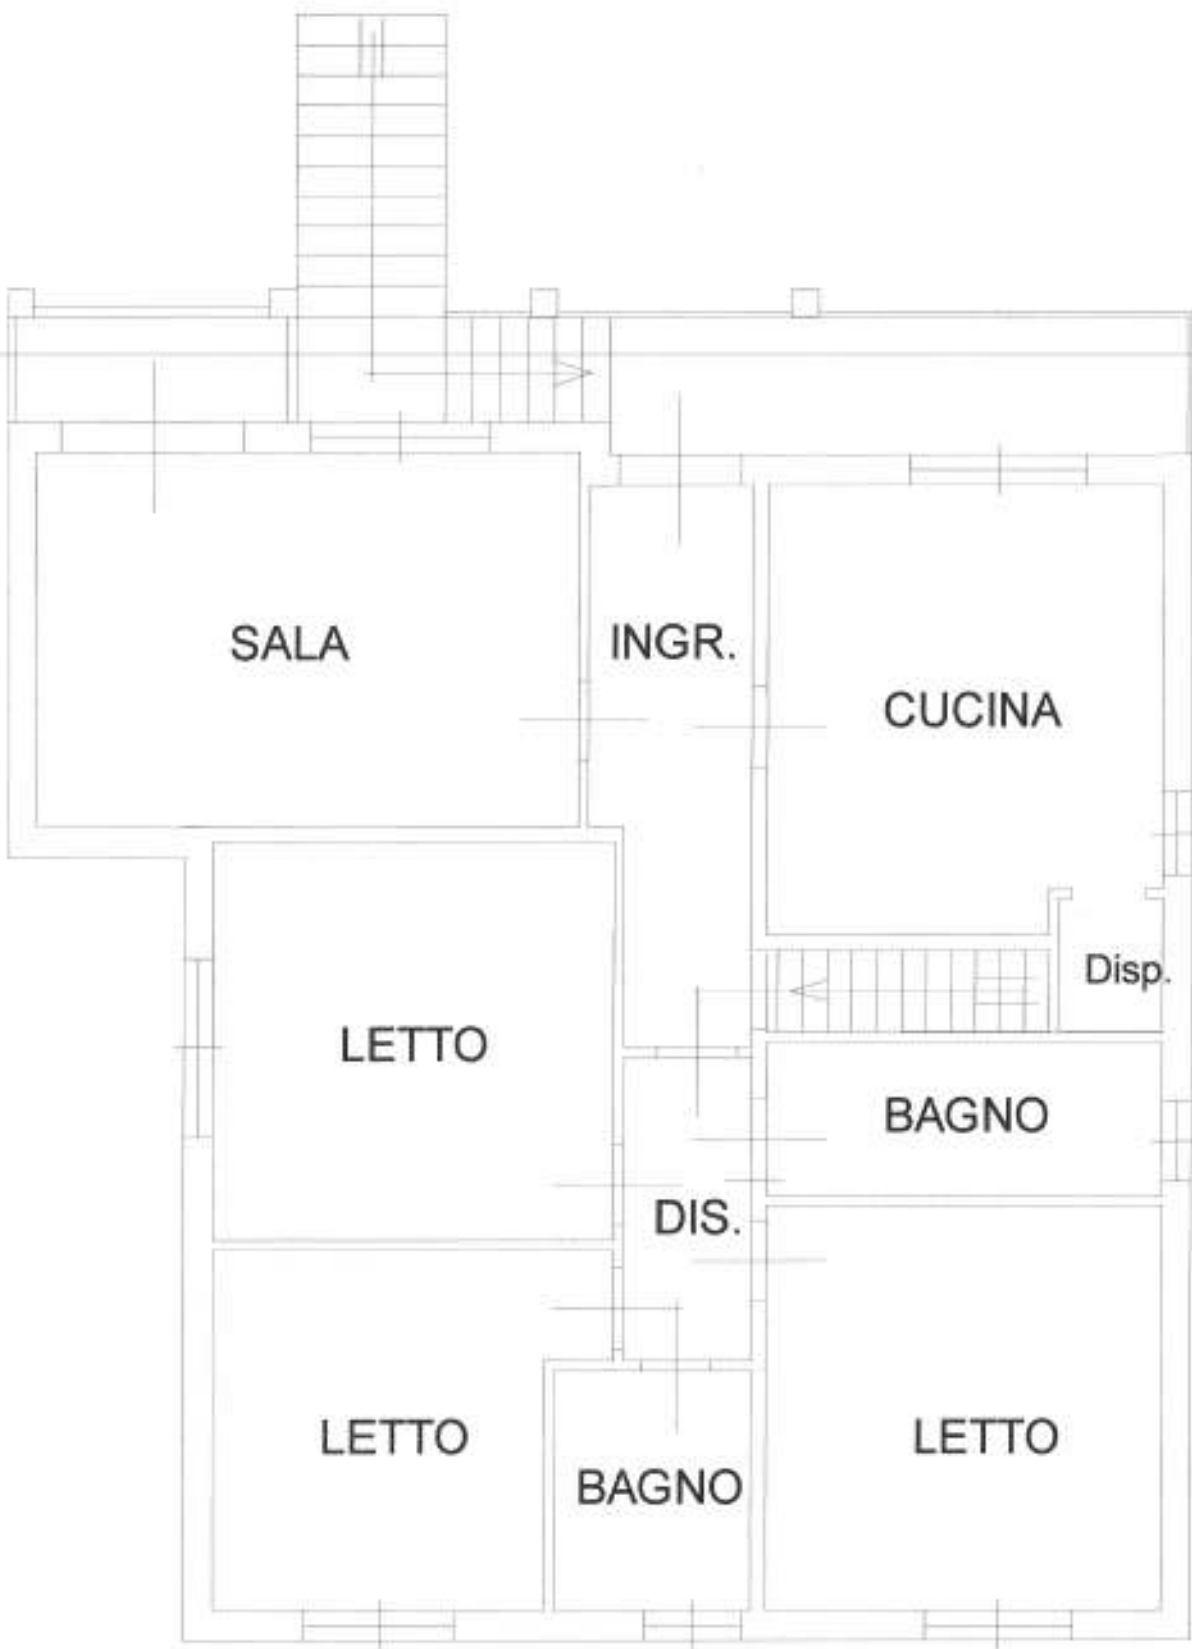 SALA
INGR.
CUCINA
Disp.
LETTO
BAGNO
DIS.
LETTO
BAGNO
LETTO